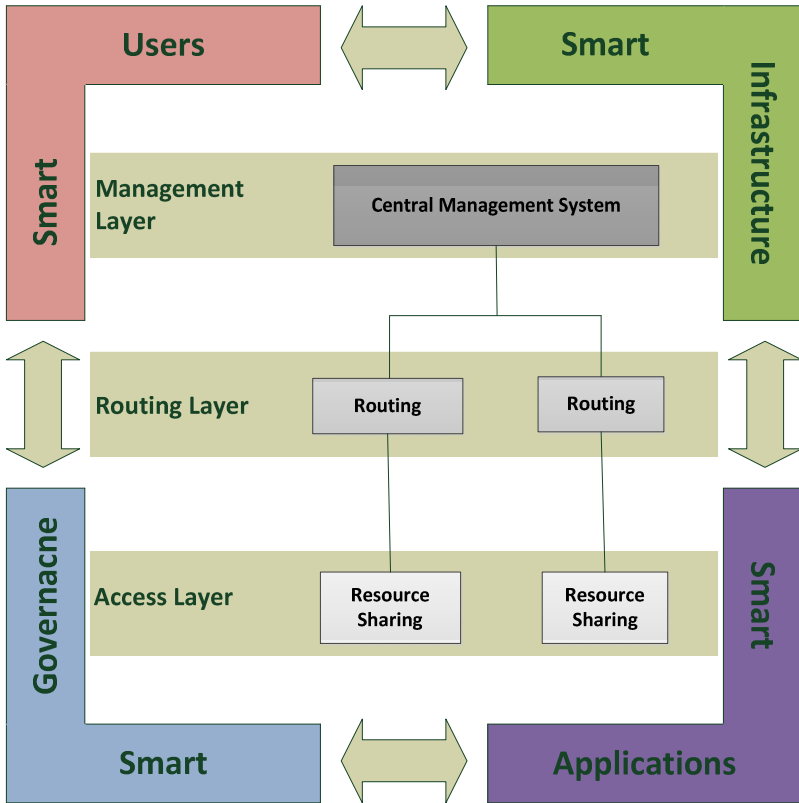 Users
Smart
Smart
Infrastructure
Management
Layer
Central Management System
Routing Layer
Routing
Routing
Access Layer
Resource
Sharing
Resource
Sharing
Governacne
Smart
Smart
Applications